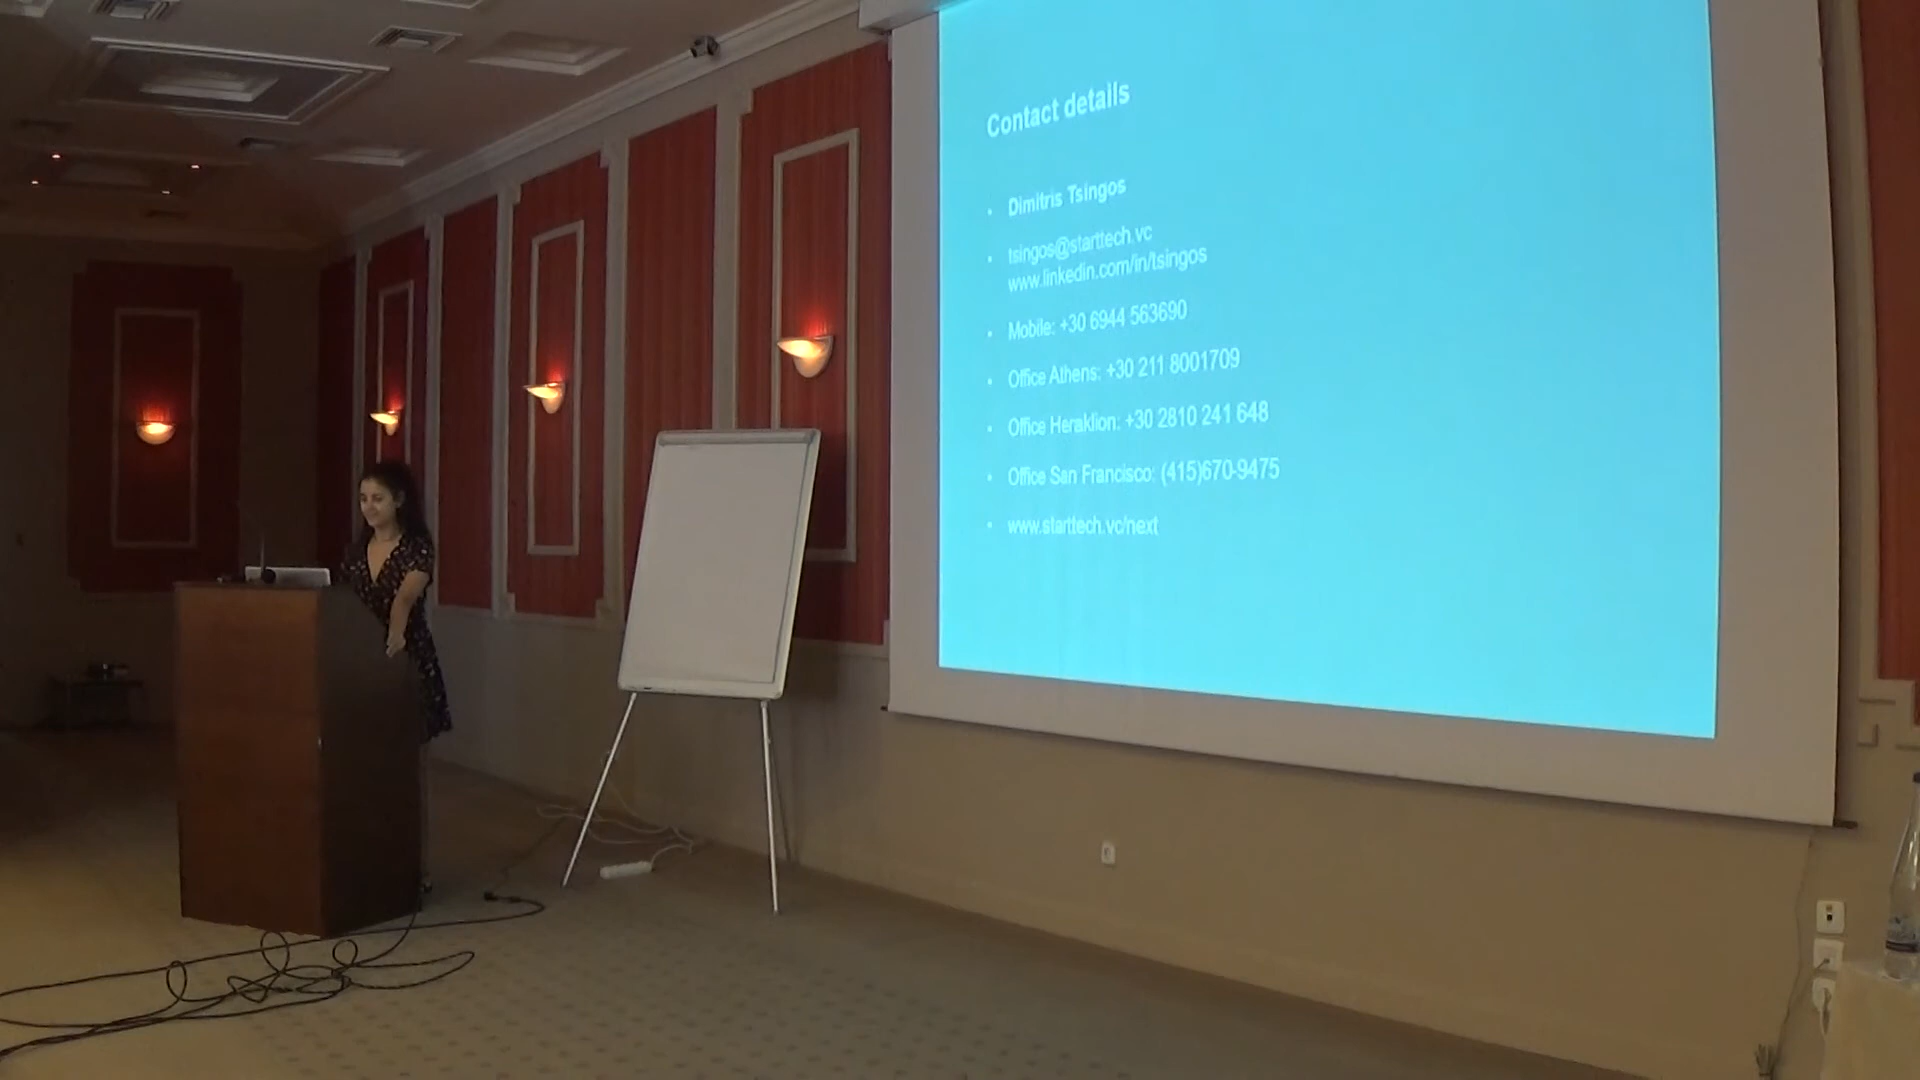 Contact details
Dimitris Tsingos
tsingos@starttech.vc
www.linkedin.com/in/tsingos
Mobile: +30 6944 563690
Office Athens: +30 211 8001709
Office Heraklion: +30 2810 241 648
Office San Francisco: (415)670-9475
www.starttech.vc/next